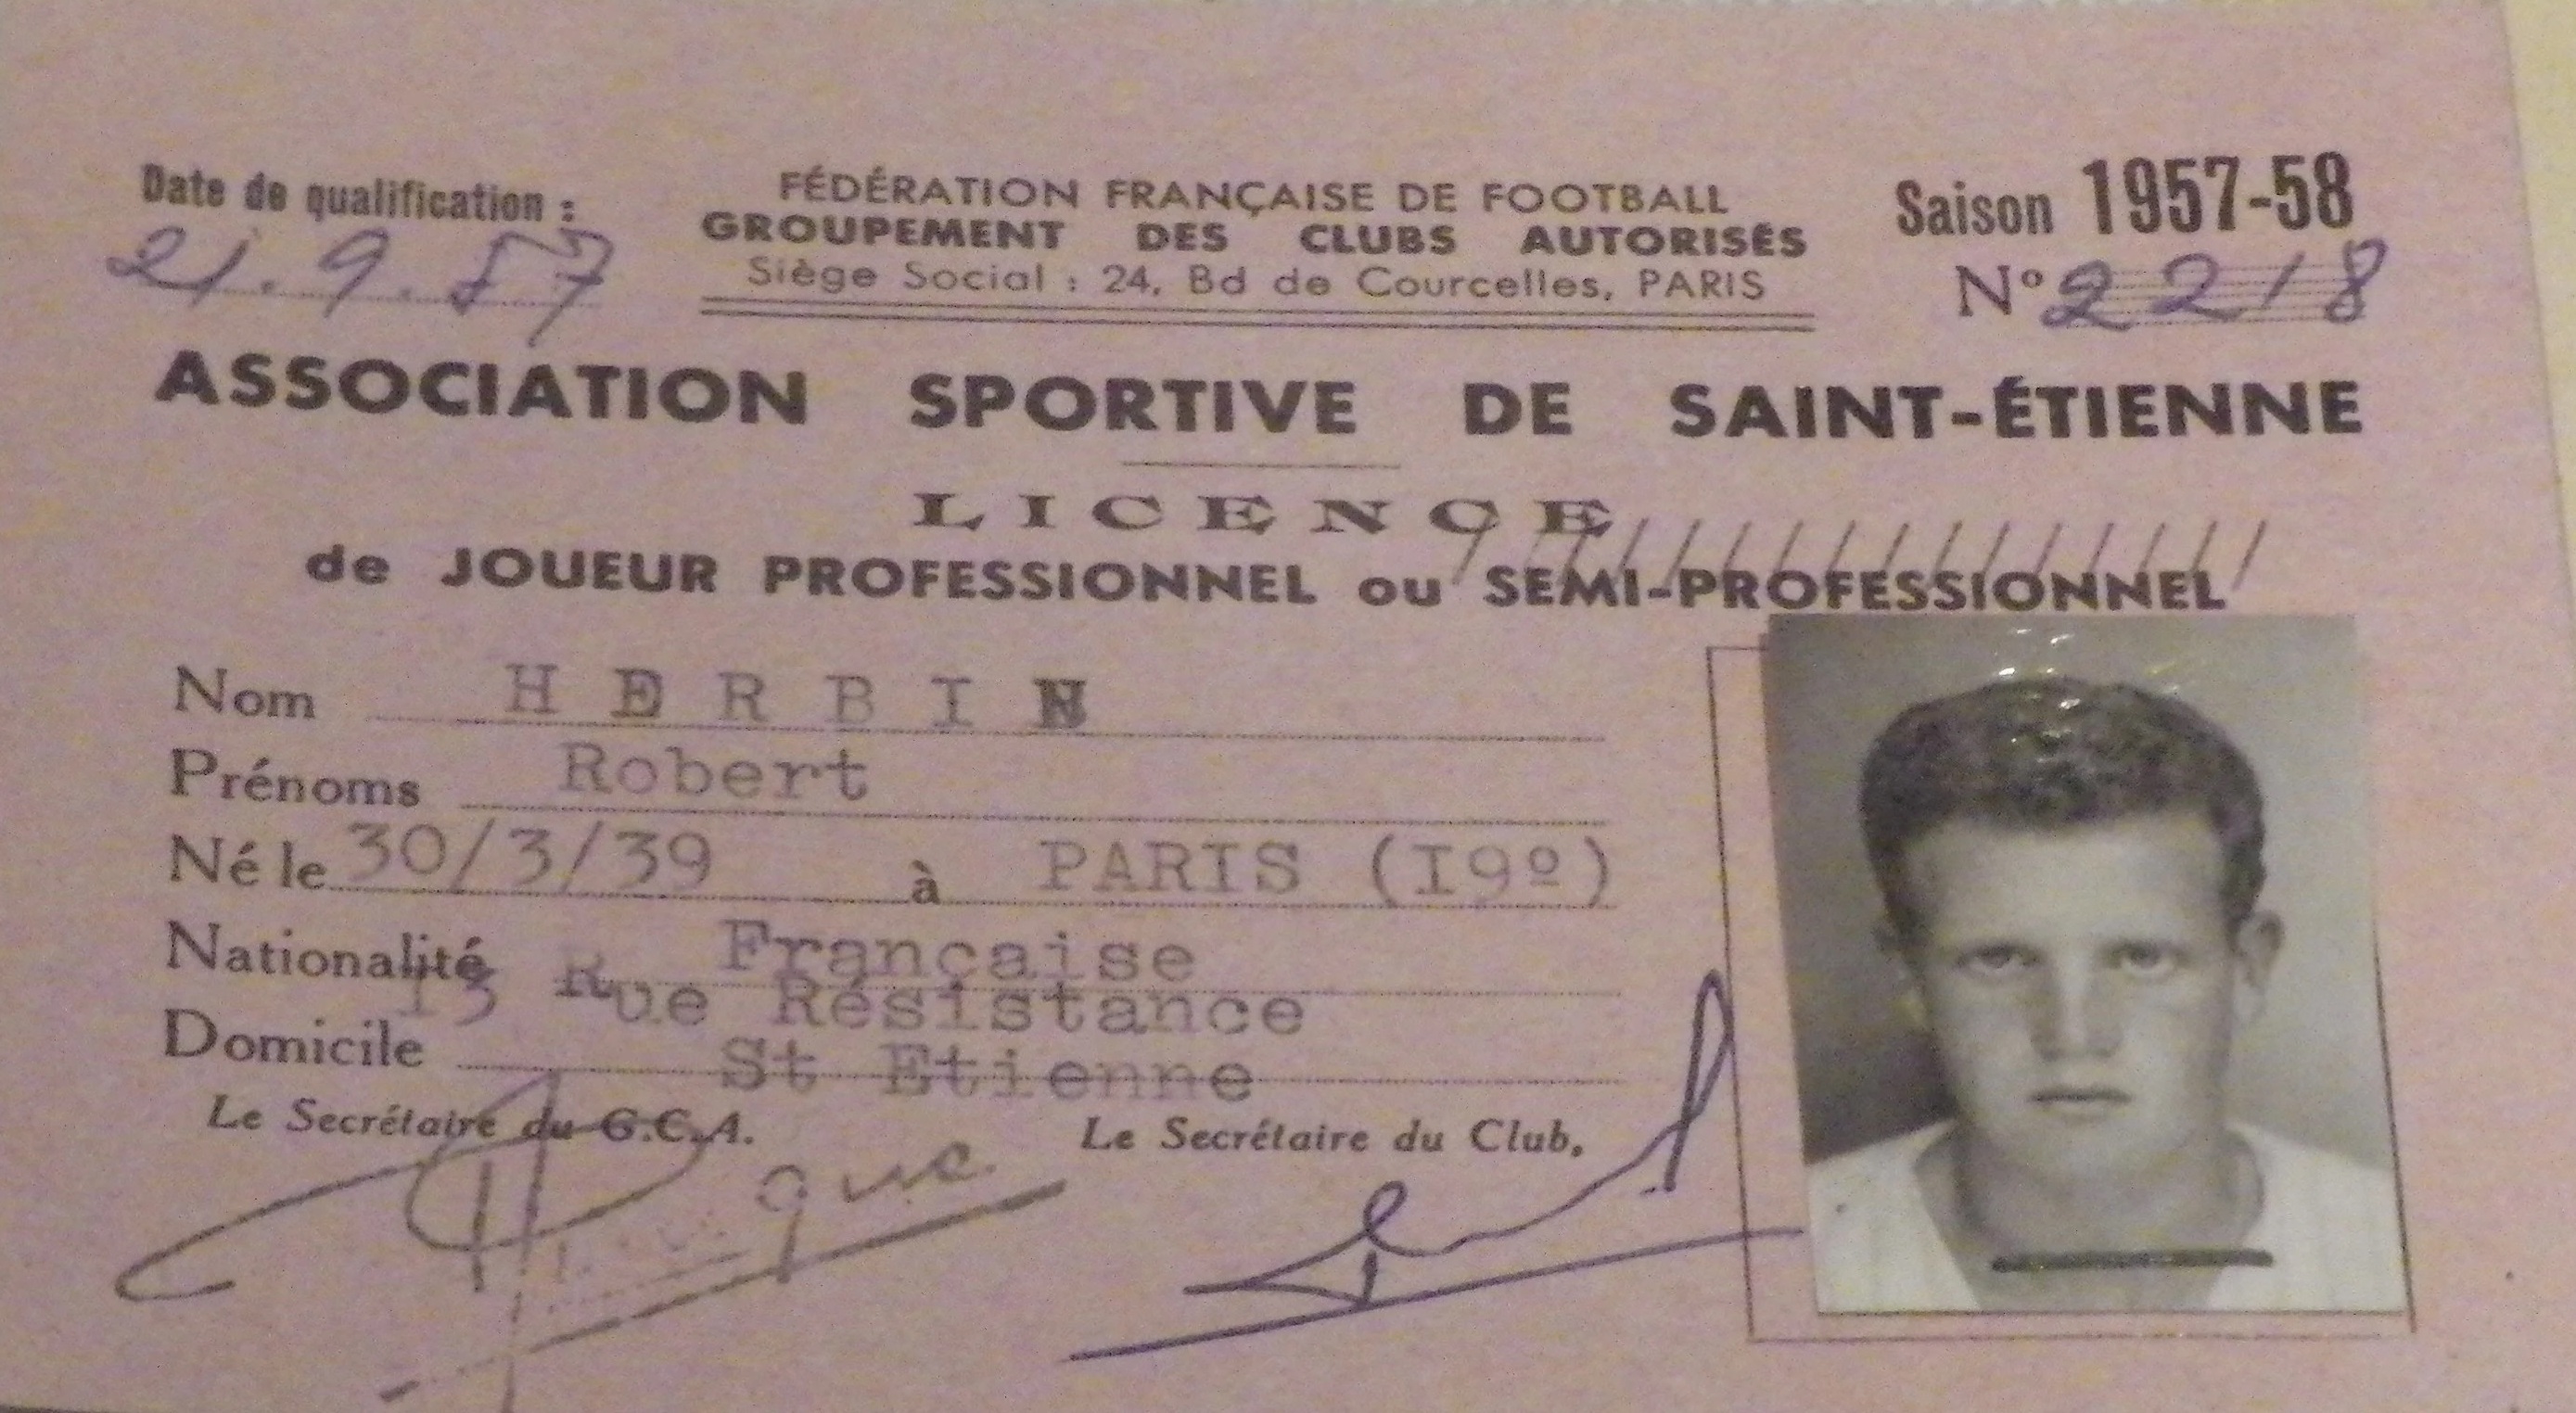 Date de qualification :
21.9.57
FÉDÉRATION FRANÇAISE DE FOOTBALL
GROUPEMENT DES CLUBS AUTORISÉS
Siège Social : 24, Bd de Courcelles, PARIS
Saison 1957-58
N° 2218
ASSOCIATION SPORTIVE DE SAINT-ÉTIENNE
LICENCE
de JOUEUR PROFESSIONNEL ou SEMI-PROFESSIONNEL
Nom HERBIN
Prénoms Robert
Né le 30/3/39 à PARIS (I9º)
Nationalité Française
13 Rue Résistance
Domicile
St Etienne
Le Secrétaire du G.C.A.
Le Secrétaire du Club,